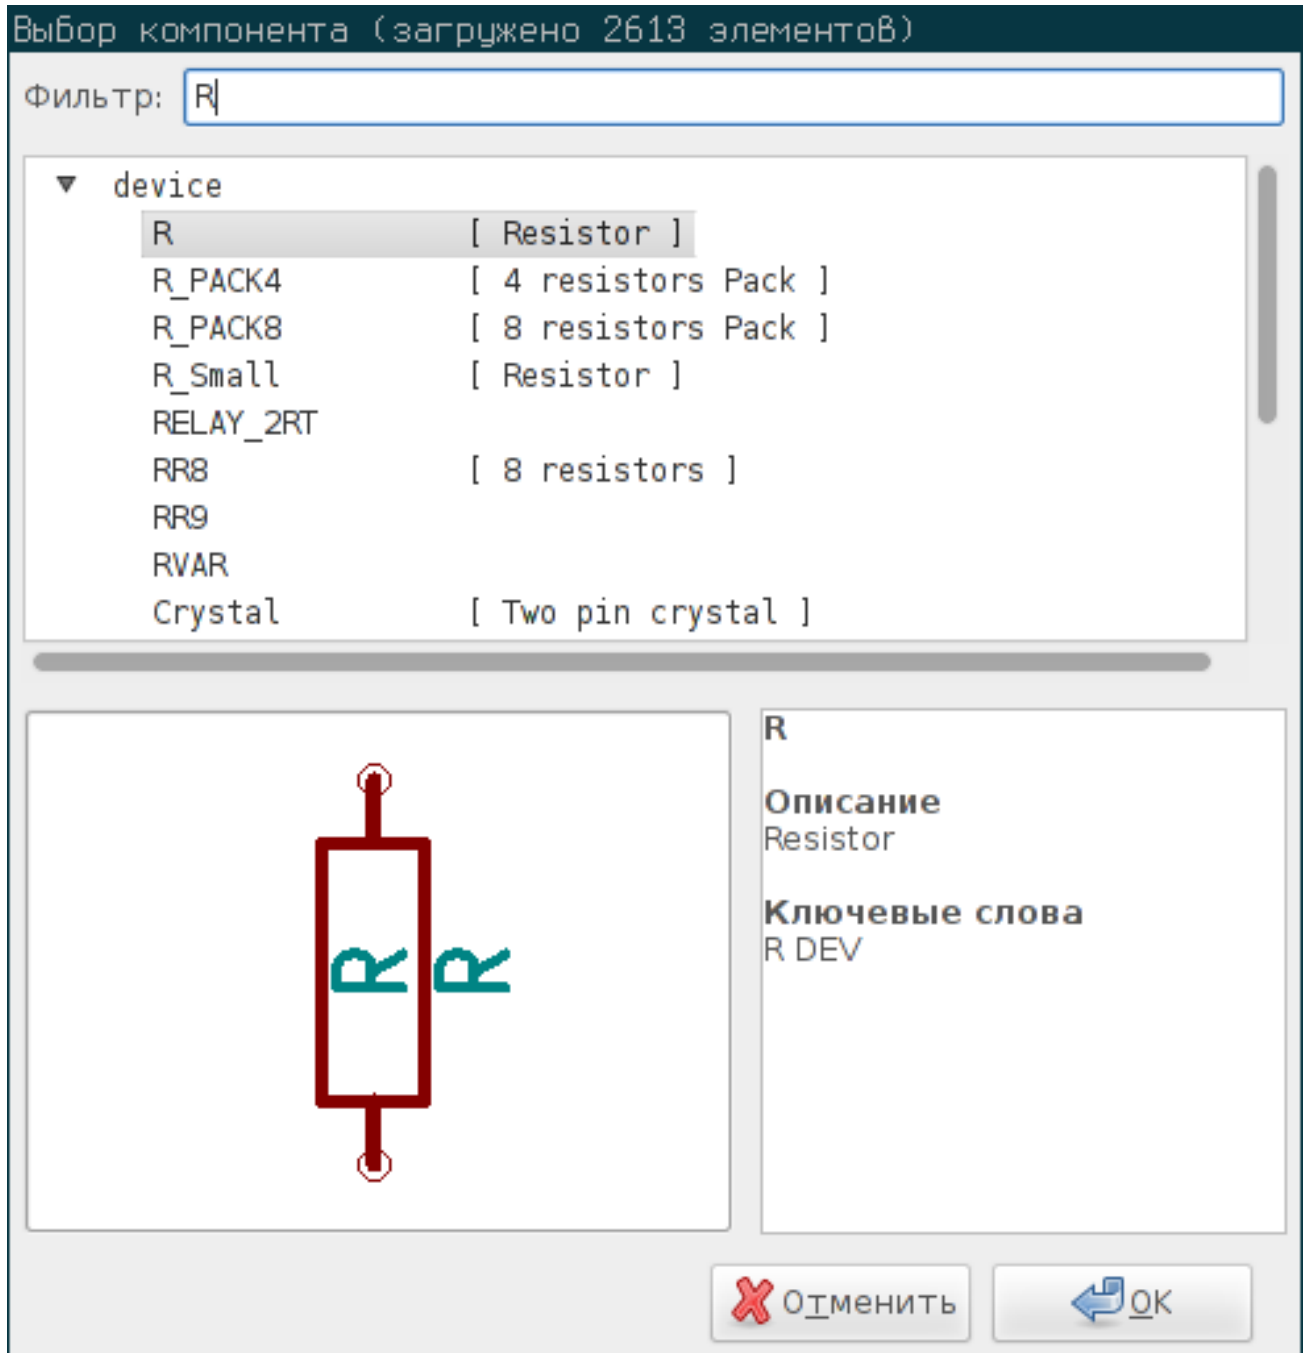 Выбор компонента (загружено 2613 элементов)
Фильтр: R
device
R [ Resistor ]
R_PACK4 [ 4 resistors Pack ]
R_PACK8 [ 8 resistors Pack ]
R_Small [ Resistor ]
RELAY_2RT
RR8 [ 8 resistors ]
RR9
RVAR
Crystal [ Two pin crystal ]
R R
R
Описание
Resistor
Ключевые слова
R DEV
Отменить OK